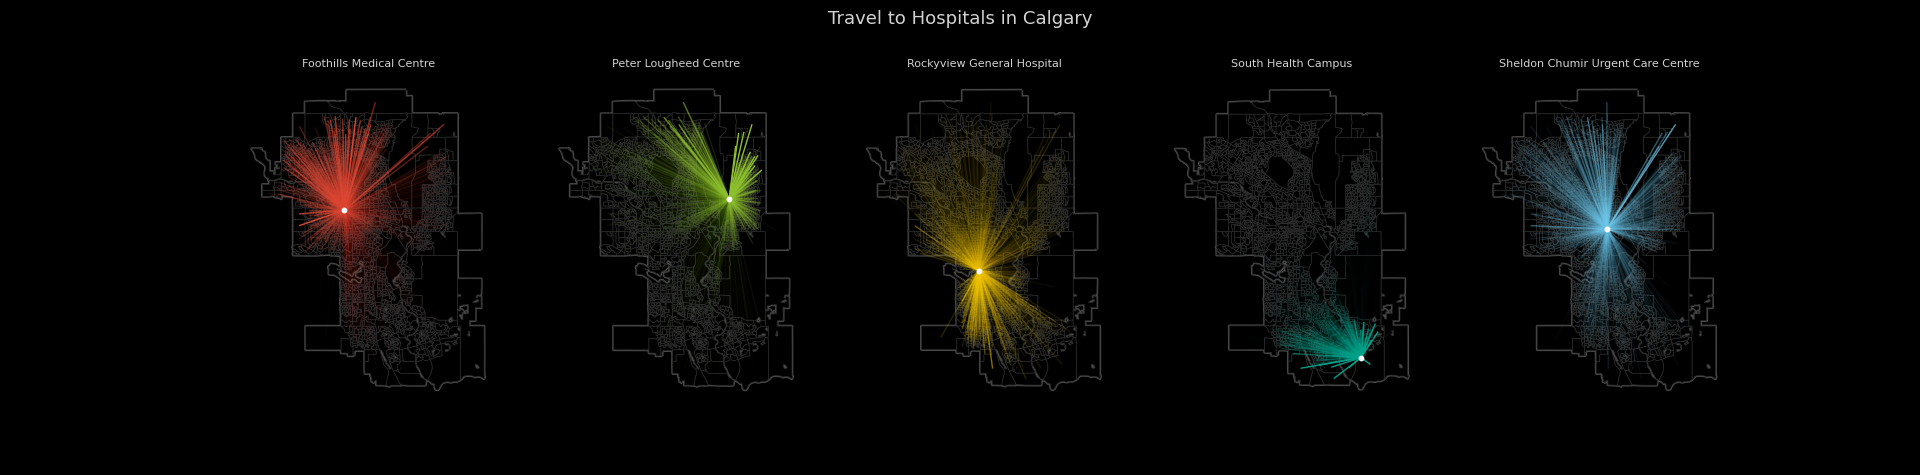 Travel to Hospitals in Calgary
Foothills Medical Centre
Peter Lougheed Centre
Rockyview General Hospital
South Health Campus
Sheldon Chumir Urgent Care Centre